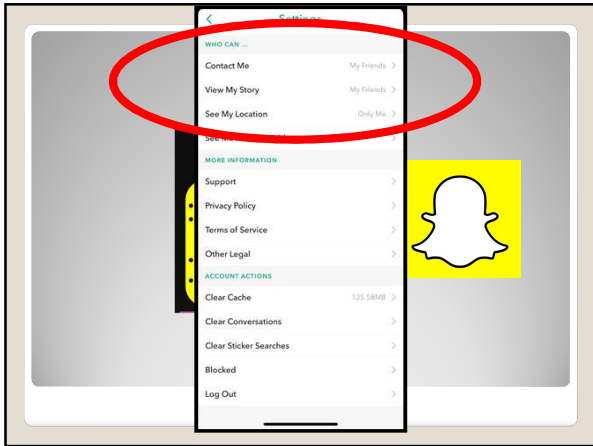 Settings
WHO CAN ...
Contact Me My Friends >
View My Story My Friends >
See My Location Only Me >
See Me
MORE INFORMATION
Support >
Privacy Policy >
Terms of Service >
Other Legal >
ACCOUNT ACTIONS
Clear Cache 125.58MB >
Clear Conversations >
Clear Sticker Searches >
Blocked >
Log Out >